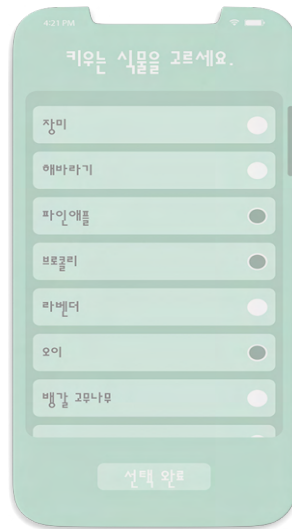 4:21 PM
키우는 식물을 고르세요.
장미
해바라기
파인애플
브로콜리
라벤더
오이
뱅갈 고무나무
선택 완료